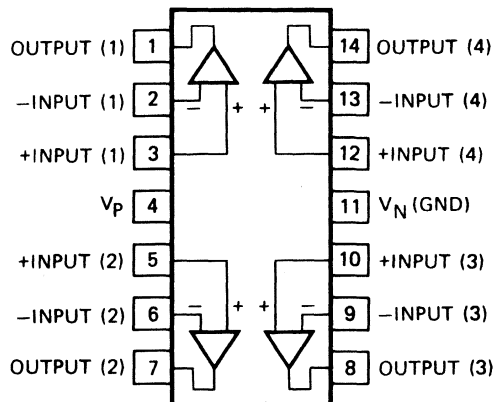 OUTPUT (1) 1 14 OUTPUT (4)
−INPUT (1) 2 − + + − 13 −INPUT (4)
+INPUT (1) 3 12 +INPUT (4)
VP 4 11 VN (GND)
+INPUT (2) 5 10 +INPUT (3)
−INPUT (2) 6 − + + − 9 −INPUT (3)
OUTPUT (2) 7 8 OUTPUT (3)